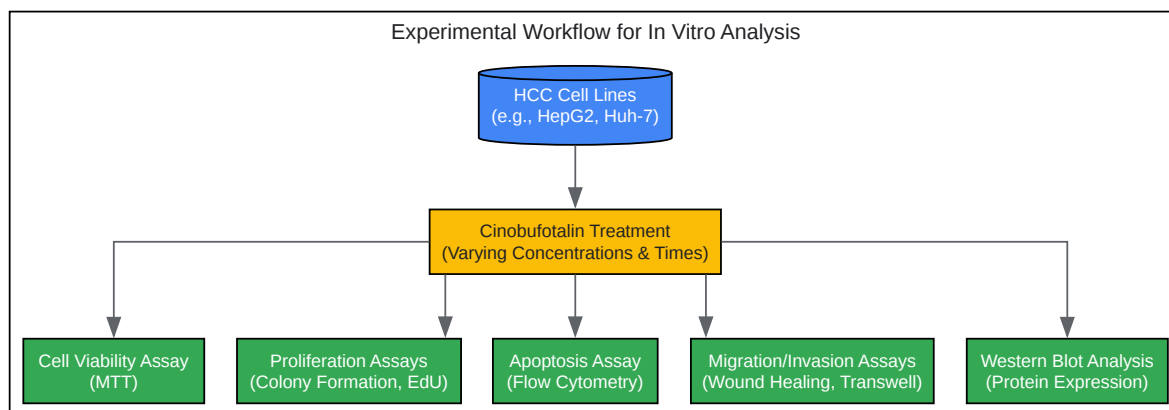 Experimental Workflow for In Vitro Analysis
HCC Cell Lines
(e.g., HepG2, Huh-7)
Cinobufotalin Treatment
(Varying Concentrations & Times)
Cell Viability Assay
(MTT)
Proliferation Assays
(Colony Formation, EdU)
Apoptosis Assay
(Flow Cytometry)
Migration/Invasion Assays
(Wound Healing, Transwell)
Western Blot Analysis
(Protein Expression)